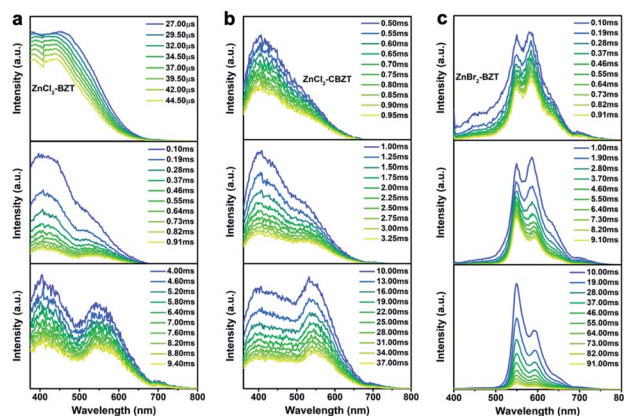 a
b
c
Intensity (a.u.)
ZnCl₂-BZT
27.00μs
29.50μs
32.00μs
34.50μs
37.00μs
39.50μs
42.00μs
44.50μs
Intensity (a.u.)
0.10ms
0.19ms
0.28ms
0.37ms
0.46ms
0.55ms
0.64ms
0.73ms
0.82ms
0.91ms
Intensity (a.u.)
4.00ms
4.60ms
5.20ms
5.80ms
6.40ms
7.00ms
7.60ms
8.20ms
8.80ms
9.40ms
400 500 600 700 800
Wavelength (nm)
Intensity (a.u.)
ZnCl₂-CBZT
0.50ms
0.55ms
0.60ms
0.65ms
0.70ms
0.75ms
0.80ms
0.85ms
0.90ms
0.95ms
Intensity (a.u.)
1.00ms
1.25ms
1.50ms
1.75ms
2.00ms
2.25ms
2.50ms
2.75ms
3.00ms
3.25ms
Intensity (a.u.)
10.00ms
13.00ms
16.00ms
19.00ms
22.00ms
25.00ms
28.00ms
31.00ms
34.00ms
37.00ms
400 500 600 700 800
Wavelength (nm)
Intensity (a.u.)
ZnBr₂-BZT
0.10ms
0.19ms
0.28ms
0.37ms
0.46ms
0.55ms
0.64ms
0.73ms
0.82ms
0.91ms
Intensity (a.u.)
1.00ms
1.90ms
2.80ms
3.70ms
4.60ms
5.50ms
6.40ms
7.30ms
8.20ms
9.10ms
Intensity (a.u.)
10.00ms
19.00ms
28.00ms
37.00ms
46.00ms
55.00ms
64.00ms
73.00ms
82.00ms
91.00ms
400 500 600 700 80
Wavelength (nm)